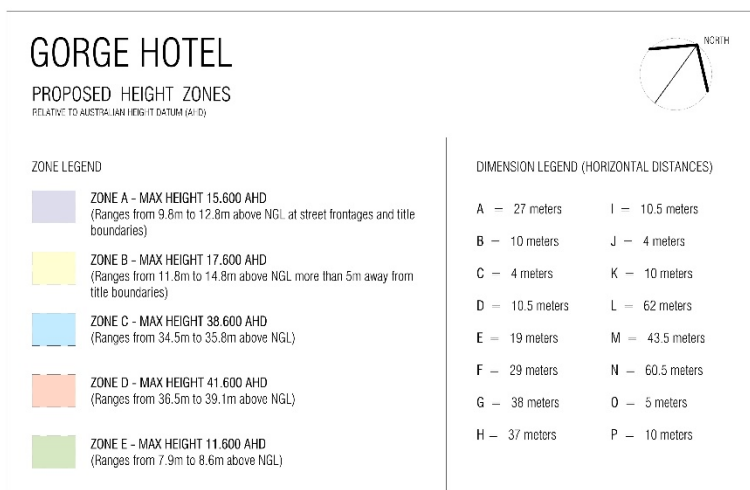 GORGE HOTEL
NORTH
PROPOSED HEIGHT ZONES
RELATIVE TO AUSTRALIAN HEIGHT DATUM (AHD)
ZONE LEGEND
ZONE A - MAX HEIGHT 15.600 AHD
(Ranges from 9.8m to 12.8m above NGL at street frontages and title
boundaries)
ZONE B - MAX HEIGHT 17.600 AHD
(Ranges from 11.8m to 14.8m above NGL more than 5m away from
title boundaries)
ZONE C - MAX HEIGHT 38.600 AHD
(Ranges from 34.5m to 35.8m above NGL)
ZONE D - MAX HEIGHT 41.600 AHD
(Ranges from 36.5m to 39.1m above NGL)
ZONE E - MAX HEIGHT 11.600 AHD
(Ranges from 7.9m to 8.6m above NGL)
DIMENSION LEGEND (HORIZONTAL DISTANCES)
A = 27 meters
B – 10 meters
C – 4 meters
D = 10.5 meters
E = 19 meters
F – 29 meters
G – 38 meters
H – 37 meters
I = 10.5 meters
J – 4 meters
K – 10 meters
L = 62 meters
M = 43.5 meters
N – 60.5 meters
O – 5 meters
P – 10 meters